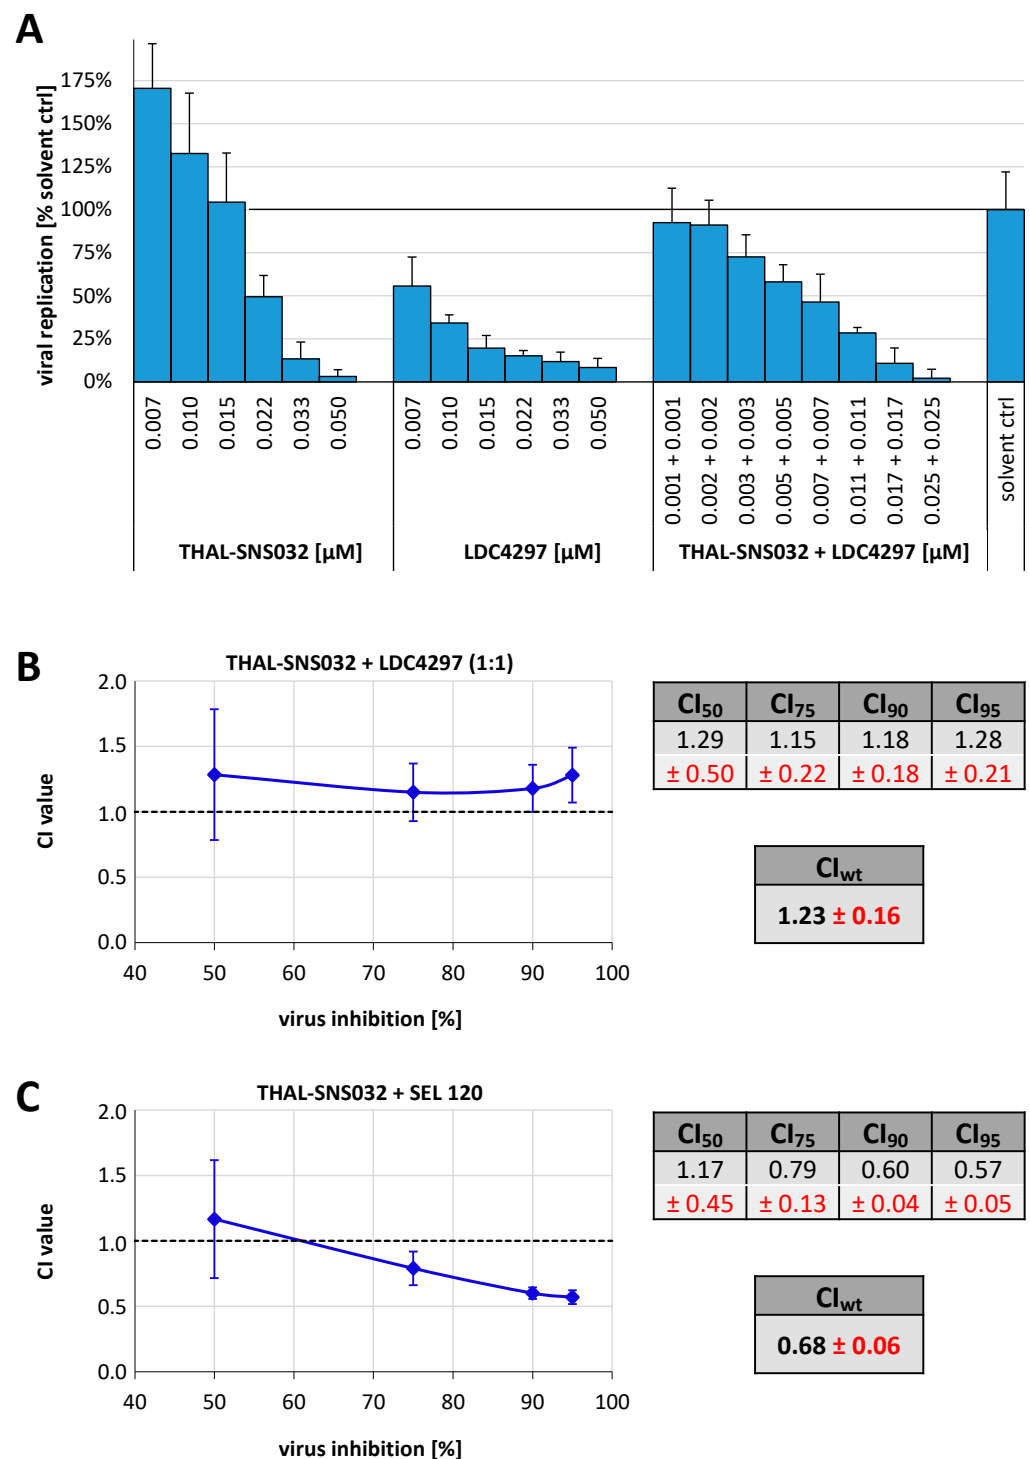 A
viral replication [% solvent ctrl]
175%
150%
125%
100%
75%
50%
25%
0%
0.007
0.010
0.015
0.022
0.033
0.050
0.007
0.010
0.015
0.022
0.033
0.050
0.001 + 0.001
0.002 + 0.002
0.003 + 0.003
0.005 + 0.005
0.007 + 0.007
0.011 + 0.011
0.017 + 0.017
0.025 + 0.025
solvent ctrl
THAL-SNS032 [µM]
LDC4297 [µM]
THAL-SNS032 + LDC4297 [µM]
B
THAL-SNS032 + LDC4297 (1:1)
CI value
2.0
1.5
1.0
0.5
0.0
40 50 60 70 80 90 100
virus inhibition [%]
CI50 CI75 CI90 CI95
1.29 1.15 1.18 1.28
± 0.50 ± 0.22 ± 0.18 ± 0.21
CIwt
1.23 ± 0.16
C
THAL-SNS032 + SEL 120
CI value
2.0
1.5
1.0
0.5
0.0
40 50 60 70 80 90 100
virus inhibition [%]
CI50 CI75 CI90 CI95
1.17 0.79 0.60 0.57
± 0.45 ± 0.13 ± 0.04 ± 0.05
CIwt
0.68 ± 0.06